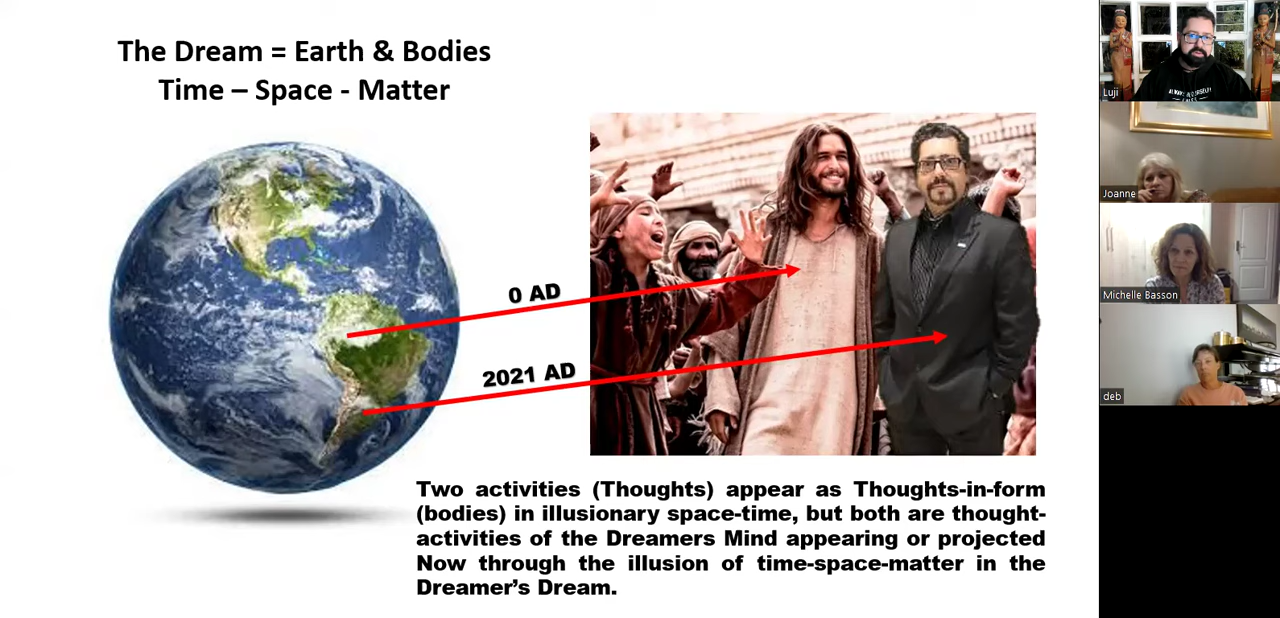 The Dream = Earth & Bodies
Time – Space - Matter
0 AD
2021 AD
Two activities (Thoughts) appear as Thoughts-in-form
(bodies) in illusionary space-time, but both are thought-
activities of the Dreamers Mind appearing or projected
Now through the illusion of time-space-matter in the
Dreamer’s Dream.
Luji
Joanne
Michelle Basson
deb